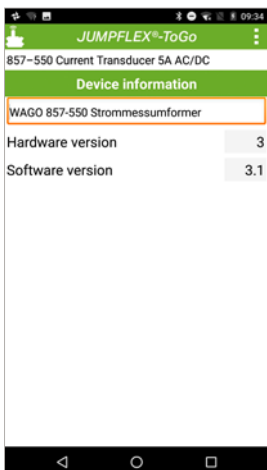 09:34
JUMPFLEX®-ToGo
857-550 Current Transducer 5A AC/DC
Device information
WAGO 857-550 Strommessumformer
Hardware version 3
Software version 3.1